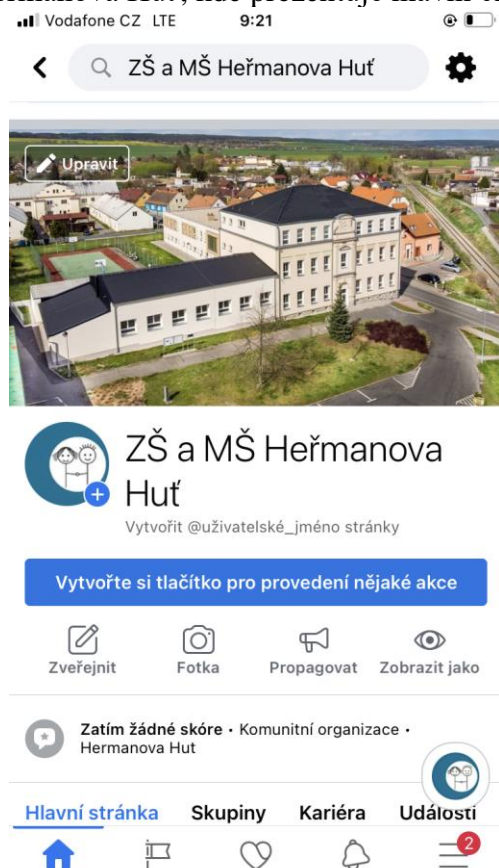 Vodafone CZ LTE 9:21
ZŠ a MŠ Heřmanova Huť
Upravit
ZŠ a MŠ Heřmanova
Huť
Vytvořit @uživatelské_jméno stránky
Vytvořte si tlačítko pro provedení nějaké akce
Zveřejnit Fotka Propagovat Zobrazit jako
Zatím žádné skóre · Komunitní organizace ·
Hermanova Hut
Hlavní stránka Skupiny Kariéra Události
2